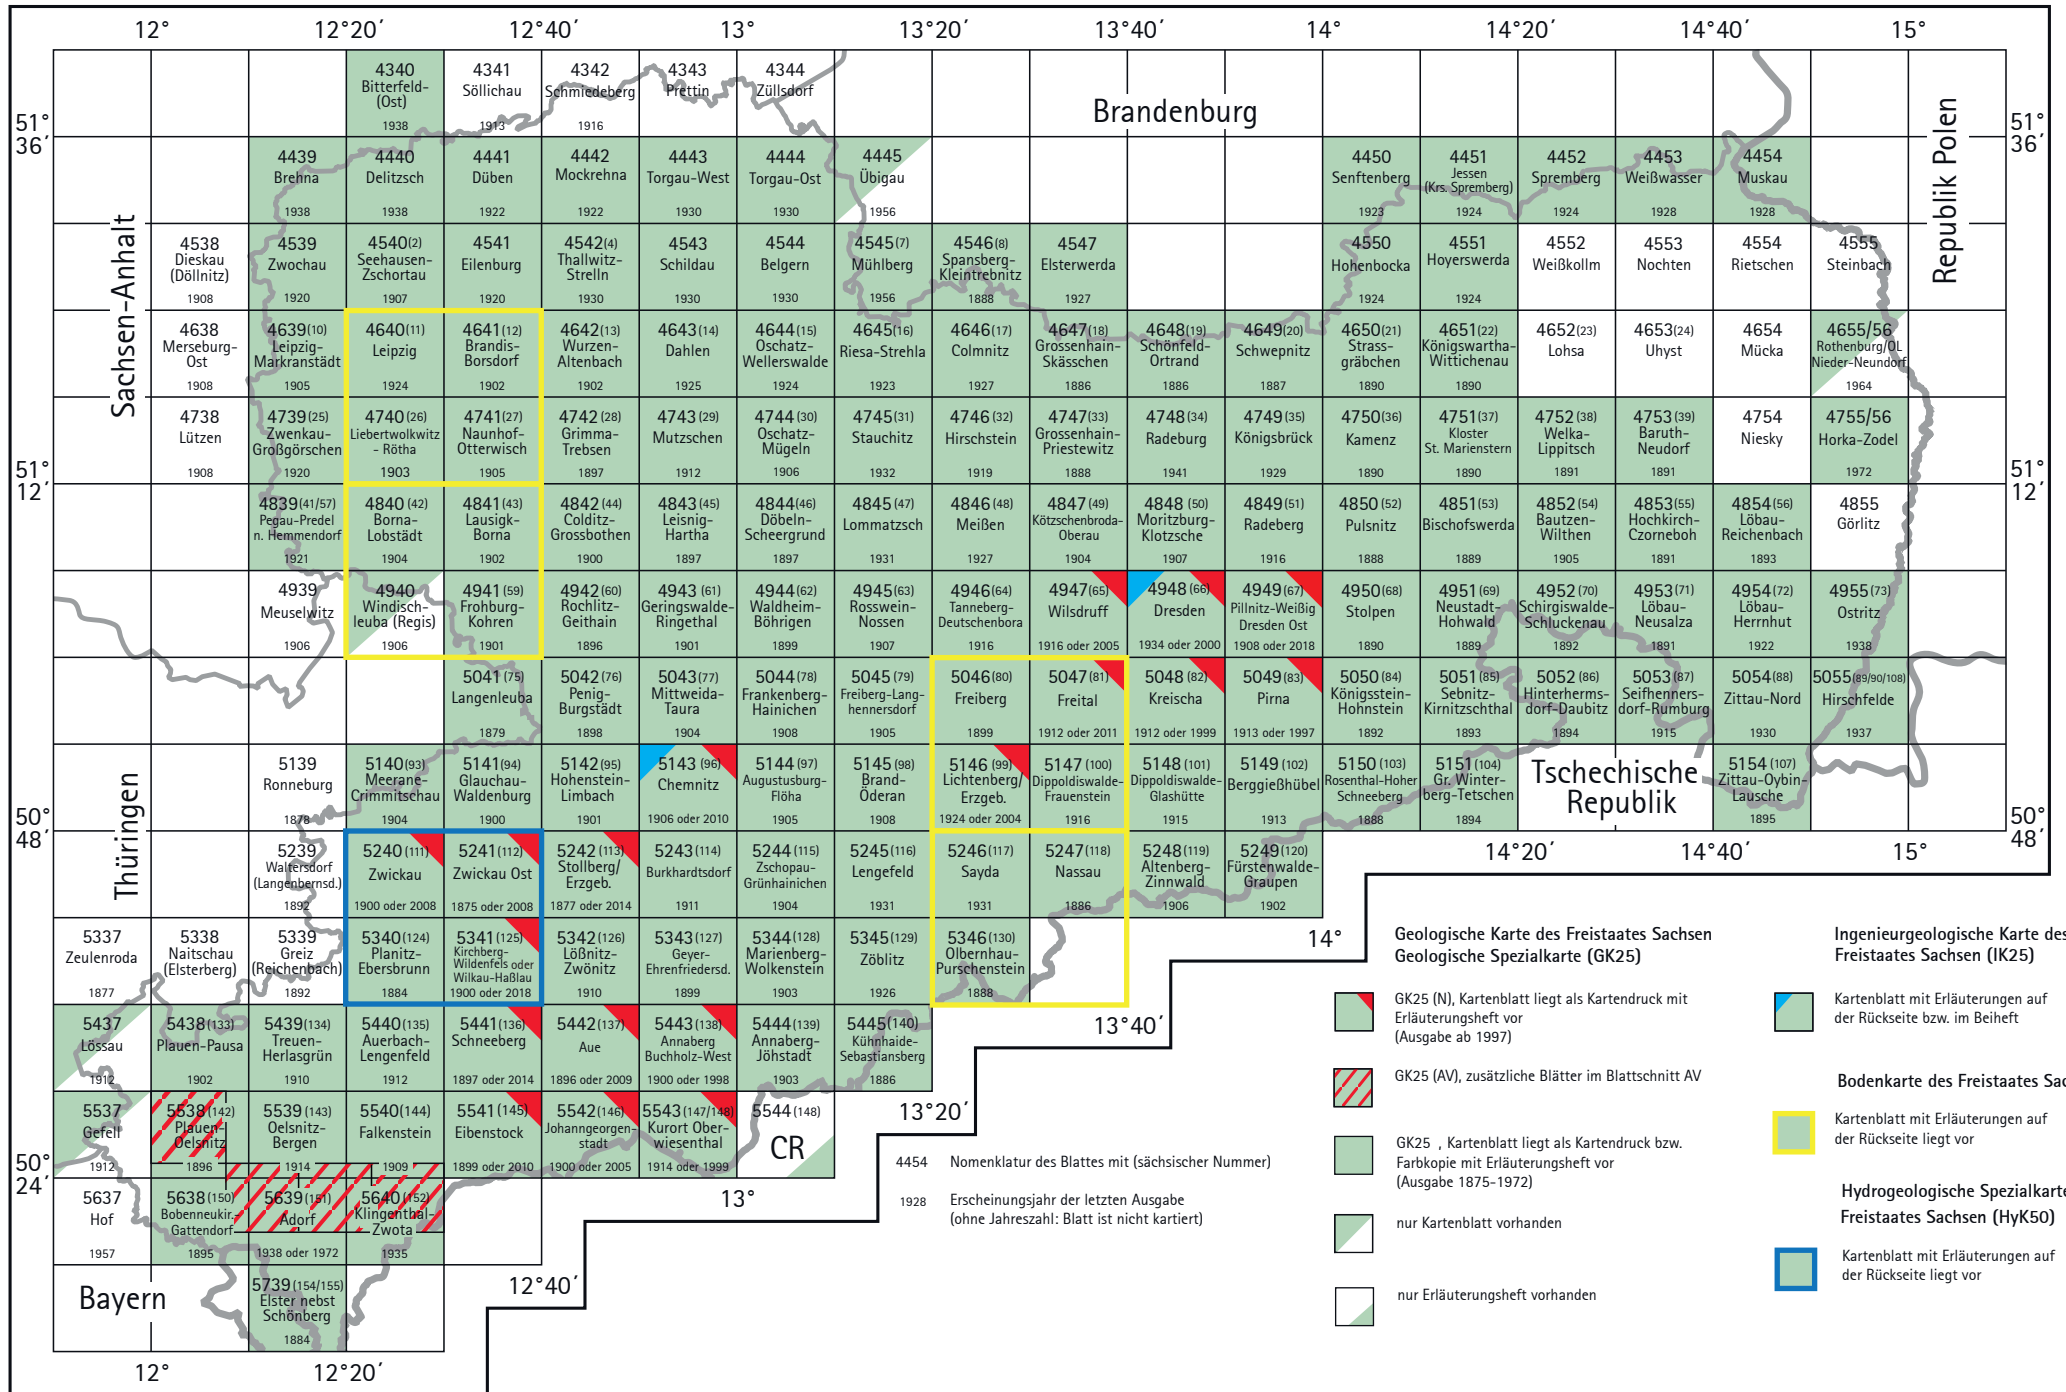 12° 12°20´ 12°40´ 13° 13°20´ 13°40´ 14° 14°20´ 14°40´ 15°
4340 4341 4342 4343 4344
Bitterfeld- Söllichau Schmiedeberg Prettin Züllsdorf
(Ost)
1938 1913 1916
Brandenburg
51° 51°
36´ 36´
4439 4440 4441 4442 4443 4444 4445 4450 4451 4452 4453 4454
Brehna Delitzsch Düben Mockrehna Torgau-West Torgau-Ost Übigau Senftenberg Jessen Spremberg Weißwasser Muskau
(Krs. Spremberg)
1938 1938 1922 1922 1930 1930 1956 1923 1924 1924 1928 1928
Sachsen-Anhalt
Republik Polen
4538 4539 4540(2) 4541 4542(4) 4543 4544 4545(7) 4546(8) 4547 4550 4551 4552 4553 4554 4555
Dieskau Zwochau Seehausen- Eilenburg Thallwitz- Schildau Belgern Mühlberg Spansberg- Elsterwerda Hohenbocka Hoyerswerda Weißkollm Nochten Rietschen Steinbach
(Döllnitz) Zschortau Strelln Kleintrebnitz
1908 1920 1907 1920 1930 1930 1930 1956 1888 1927 1924 1924
4638 4639(10) 4640(11) 4641(12) 4642(13) 4643(14) 4644(15) 4645(16) 4646(17) 4647(18) 4648(19) 4649(20) 4650(21) 4651(22) 4652(23) 4653(24) 4654 4655/56
Merseburg- Leipzig- Leipzig Brandis- Wurzen- Dahlen Oschatz- Riesa-Strehla Colmnitz Grossenhain- Schönfeld- Schwepnitz Strass- Königswartha- Lohsa Uhyst Mücka Rothenburg/OL
Ost Markranstädt Borsdorf Altenbach Wellerswalde Skässchen Ortrand gräbchen Wittichenau Nieder-Neundorf
1908 1905 1924 1902 1902 1925 1924 1923 1927 1886 1886 1887 1890 1890 1964
4738 4739(25) 4740(26) 4741(27) 4742(28) 4743(29) 4744(30) 4745(31) 4746(32) 4747(33) 4748(34) 4749(35) 4750(36) 4751(37) 4752(38) 4753(39) 4754 4755/56
Lützen Zwenkau- Liebertwolkwitz Naunhof- Grimma- Mutzschen Oschatz- Stauchitz Hirschstein Grossenhain- Radeburg Königsbrück Kamenz Kloster Welka- Baruth- Niesky Horka-Zodel
Großgörschen - Rötha Otterwisch Trebsen Mügeln Priestewitz St. Marienstern Lippitsch Neudorf
1908 1920 1903 1905 1897 1912 1906 1932 1919 1888 1941 1929 1890 1890 1891 1891 1972
51° 51°
12´ 12´
4839(41/57) 4840(42) 4841(43) 4842(44) 4843(45) 4844(46) 4845(47) 4846(48) 4847(49) 4848(50) 4849(51) 4850(52) 4851(53) 4852(54) 4853(55) 4854(56) 4855
Pegau-Predel Borna- Lausigk- Colditz- Leisnig- Döbeln- Lommatzsch Meißen Kötzschenbroda- Moritzburg- Radeberg Pulsnitz Bischofswerda Bautzen- Hochkirch- Löbau- Görlitz
n. Hemmendorf Lobstädt Borna Grossbothen Hartha Scheergrund Oberau Klotzsche Wilthen Czorneboh Reichenbach
1921 1904 1902 1900 1897 1897 1931 1927 1904 1907 1916 1888 1889 1905 1891 1893
4939 4940 4941(59) 4942(60) 4943(61) 4944(62) 4945(63) 4946(64) 4947(65) 4948(66) 4949(67) 4950(68) 4951(69) 4952(70) 4953(71) 4954(72) 4955(73)
Meuselwitz Windisch- Frohburg- Rochlitz- Geringswalde- Waldheim- Rosswein- Tanneberg- Wilsdruff Dresden Pillnitz-Weißig Stolpen Neustadt- Schirgiswalde- Löbau- Löbau- Ostritz
leuba (Regis) Kohren Geithain Ringethal Böhrigen Nossen Deutschenbora Dresden Ost Hohwald Schluckenau Neusalza Herrnhut
1906 1906 1901 1896 1901 1899 1907 1916 1916 oder 2005 1934 oder 2000 1908 oder 2018 1890 1889 1892 1891 1922 1938
5041(75) 5042(76) 5043(77) 5044(78) 5045(79) 5046(80) 5047(81) 5048(82) 5049(83) 5050(84) 5051(85) 5052(86) 5053(87) 5054(88) 5055(89/90/108)
Langenleuba Penig- Mittweida- Frankenberg- Freiberg-Lang- Freiberg Freital Kreischa Pirna Königsstein- Sebnitz- Hinterherms- Seifhenners- Zittau-Nord Hirschfelde
Burgstädt Taura Hainichen hennersdorf Hohnstein Kirnitzschthal dorf-Daubitz dorf-Rumburg
1879 1898 1904 1908 1905 1899 1912 oder 2011 1912 oder 1999 1913 oder 1997 1892 1893 1894 1915 1930 1937
5139 5140(93) 5141(94) 5142(95) 5143(96) 5144(97) 5145(98) 5146(99) 5147(100) 5148(101) 5149(102) 5150(103) 5151(104) 5154(107)
Ronneburg Meerane- Glauchau- Hohenstein- Chemnitz Augustusburg- Brand- Lichtenberg/ Dippoldiswalde- Dippoldiswalde- Berggießhübel Rosenthal-Hoher Gr. Winter- Zittau-Oybin-
Crimmitschau Waldenburg Limbach Flöha Öderan Erzgeb. Frauenstein Glashütte Schneeberg berg-Tetschen Lausche
1878 1904 1900 1901 1906 oder 2010 1905 1908 1924 oder 2004 1916 1915 1913 1888 1894 1895
Tschechische
Republik
50° 50°
48´ 48´
Thüringen
14°20´ 14°40´ 15°
5239 5240(111) 5241(112) 5242(113) 5243(114) 5244(115) 5245(116) 5246(117) 5247(118) 5248(119) 5249(120)
Waltersdorf Zwickau Zwickau Ost Stollberg/ Burkhardtsdorf Zschopau- Lengefeld Sayda Nassau Altenberg- Fürstenwalde-
(Langenbernsd.) Erzgeb. Grünhainichen Zinnwald Graupen
1892 1900 oder 2008 1875 oder 2008 1877 oder 2014 1911 1904 1931 1931 1886 1906 1902
5337 5338 5339 5340(124) 5341(125) 5342(126) 5343(127) 5344(128) 5345(129) 5346(130)
Zeulenroda Naitschau Greiz Planitz- Kirchberg- Lößnitz- Geyer- Marienberg- Zöblitz Olbernhau-
(Elsterberg) (Reichenbach) Ebersbrunn Wildenfels oder Zwönitz Ehrenfriedersd. Wolkenstein Purschenstein
Wilkau-Haßlau
1877 1892 1884 1900 oder 2018 1910 1899 1903 1926 1888
14°
5437 5438(133) 5439(134) 5440(135) 5441(136) 5442(137) 5443(138) 5444(139) 5445(140)
Lössau Plauen-Pausa Treuen- Auerbach- Schneeberg Aue Annaberg Annaberg- Kühnhaide-
Herlasgrün Lengenfeld Buchholz-West Jöhstadt Sebastiansberg
1912 1902 1910 1912 1897 oder 2014 1896 oder 2009 1900 oder 1998 1903 1886
13°40´
5537 5538(142) 5539(143) 5540(144) 5541(145) 5542(146) 5543(147/148) 5544(148)
Gefell Plauen- Oelsnitz- Falkenstein Eibenstock Johanngeorgen- Kurort Ober-
Oelsnitz Bergen stadt wiesenthal
CR
1912 1896 1914 1909 1899 oder 2010 1900 oder 2005 1914 oder 1999
13°20´
50°
24´
5637 5638(150) 5639(151) 5640(152)
Hof Bobenneukir.- Adorf Klingenthal-
Gattendorf Zwota
1957 1895 1938 oder 1972 1935
13°
Bayern
5739(154/155)
Elster nebst
Schönberg
1884
12°40´
12° 12°20´
4454 Nomenklatur des Blattes mit (sächsischer Nummer)
1928 Erscheinungsjahr der letzten Ausgabe
(ohne Jahreszahl: Blatt ist nicht kartiert)
Geologische Karte des Freistaates Sachsen
Geologische Spezialkarte (GK25)
GK25 (N), Kartenblatt liegt als Kartendruck mit
Erläuterungsheft vor
(Ausgabe ab 1997)
GK25 (AV), zusätzliche Blätter im Blattschnitt AV
GK25 , Kartenblatt liegt als Kartendruck bzw.
Farbkopie mit Erläuterungsheft vor
(Ausgabe 1875-1972)
nur Kartenblatt vorhanden
nur Erläuterungsheft vorhanden
Ingenieurgeologische Karte des
Freistaates Sachsen (IK25)
Kartenblatt mit Erläuterungen auf
der Rückseite bzw. im Beiheft
Bodenkarte des Freistaates Sac
Kartenblatt mit Erläuterungen auf
der Rückseite liegt vor
Hydrogeologische Spezialkarte
Freistaates Sachsen (HyK50)
Kartenblatt mit Erläuterungen auf
der Rückseite liegt vor